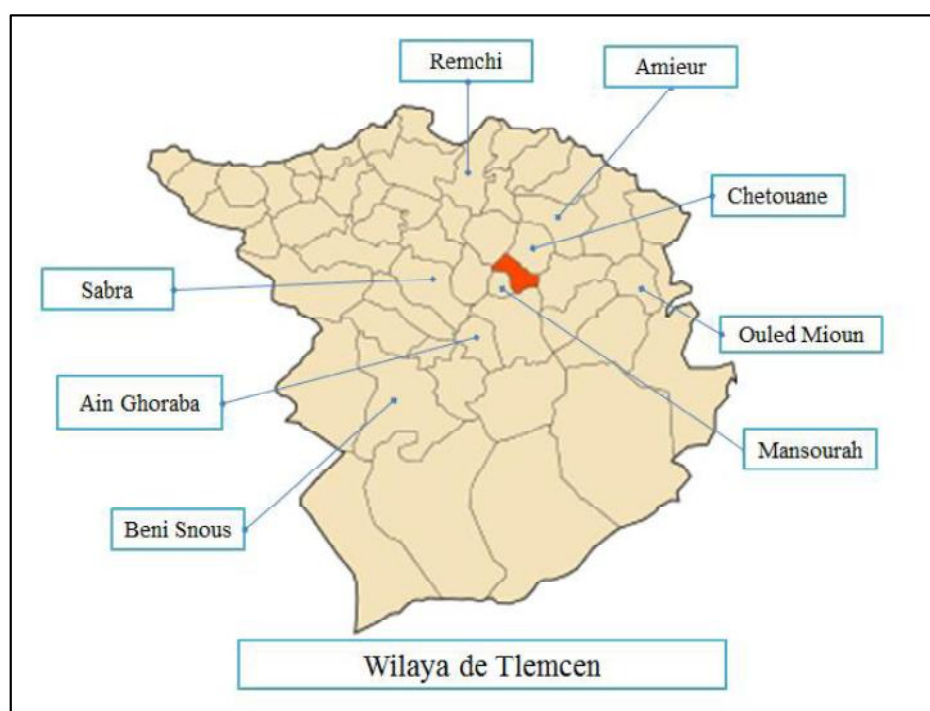 Remchi
Amieur
Chetouane
Sabra
Ouled Mioun
Ain Ghoraba
Mansourah
Beni Snous
Wilaya de Tlemcen